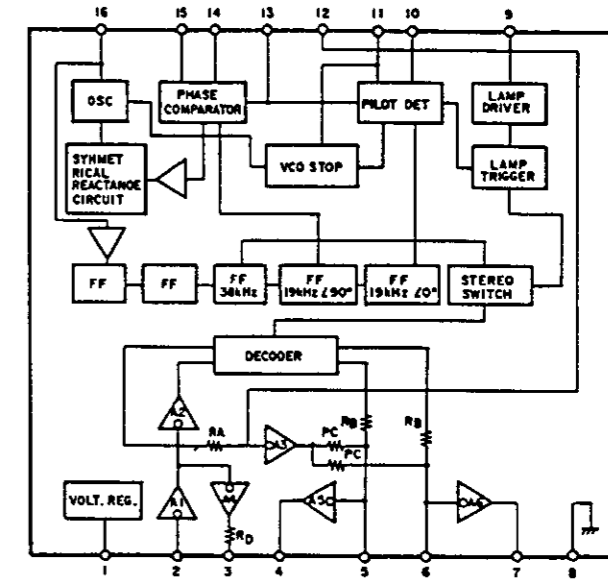 16 15 14 13 12 11 10 9
OSC
PHASE
COMPARATOR
PILOT DET
LAMP
DRIVER
SYHMET
RICAL
REACTANCE
CIRCUIT
VCO STOP
LAMP
TRIGGER
FF
FF
FF
38kHz
FF
19kHz ∠90°
FF
19kHz ∠0°
STEREO
SWITCH
DECODER
A2
RA
A3
PC
PC
RB
RB
VOLT. REG.
A1
A4
RD
A5
A6
1 2 3 4 5 6 7 8